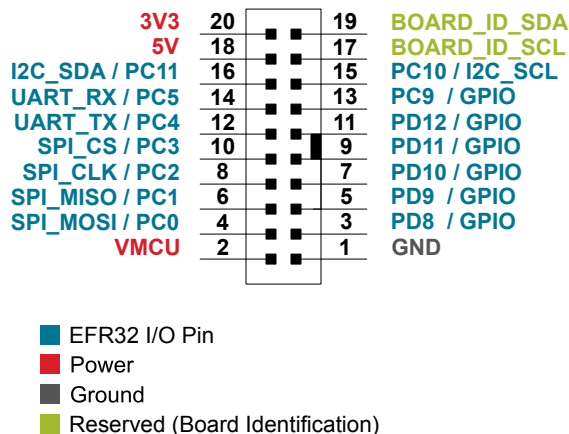 3V3 20 19 BOARD_ID_SDA
5V 18 17 BOARD_ID_SCL
I2C_SDA / PC11 16 15 PC10 / I2C_SCL
UART_RX / PC5 14 13 PC9 / GPIO
UART_TX / PC4 12 11 PD12 / GPIO
SPI_CS / PC3 10 9 PD11 / GPIO
SPI_CLK / PC2 8 7 PD10 / GPIO
SPI_MISO / PC1 6 5 PD9 / GPIO
SPI_MOSI / PC0 4 3 PD8 / GPIO
VMCU 2 1 GND
EFR32 I/O Pin
Power
Ground
Reserved (Board Identification)